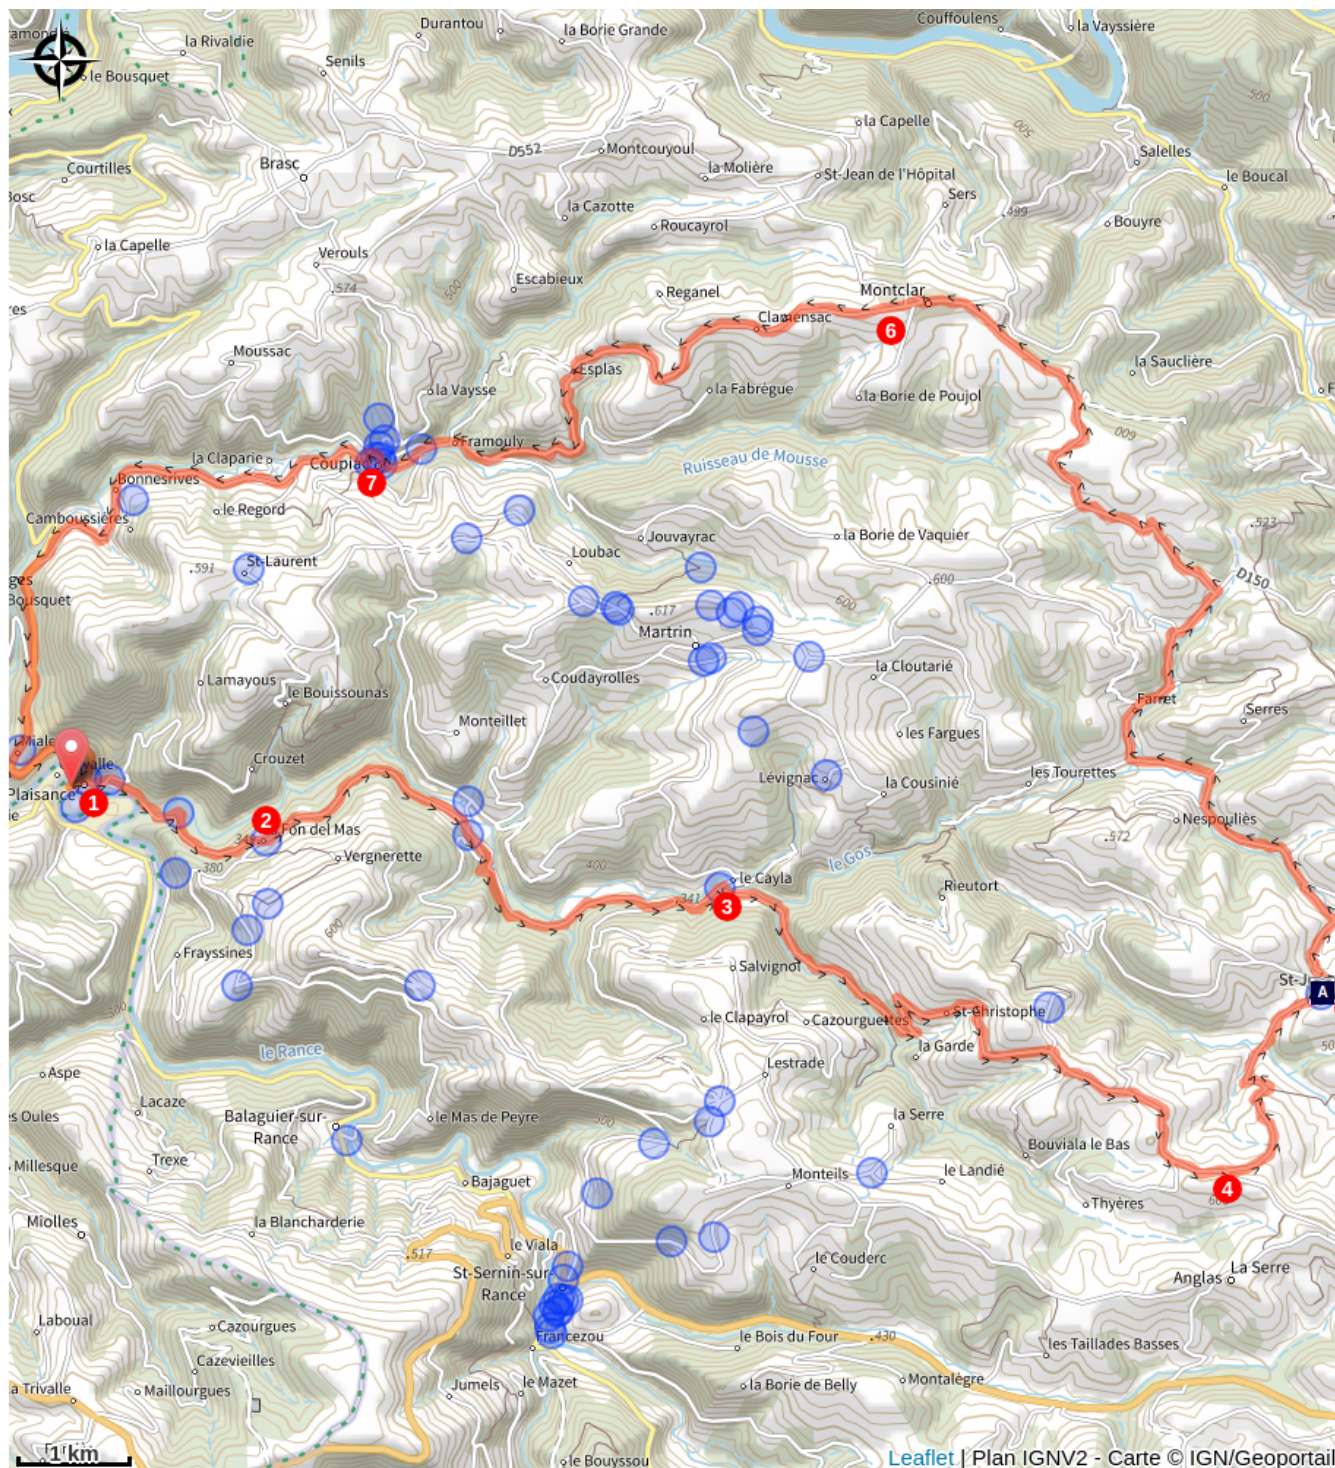 Couffoulens
la Vayssière
Durantou
la Borie Grande
la Rivaldie
Senils
le Bousquet
500
la Capelle
500
D552
Montcouyoul
Salelles
Brasc
la Molière
St-Jean de l'Hôpital
Courtilles
le Boucal
Sers
la Cazotte
.499
Bouyre
Roucayrol
la Capelle
Verouls
Escabieux
.574
500
Reganel
Montclar
Clamensac
6
Moussac
la Sauclière
Esplas
la Vaysse
la Fabrègue
la Borie de Poujol
600
Framouly
la Claparie
Coupiac
Ruisseau de Mousse
7
Bonnesrives
le Regord
Camboussières
.523
Jouvayrac
la Borie de Vaquier
Loubac
St-Laurent
.591
D150
.600
Bousquet
600
.617
Martrin
la Cloutarié
Lamayous
Coudayrolles
le Bouissounas
Farret
Serres
Monteillet
les Fargues
Crouzet
les Tourettes
Lévignac
la Cousinié
Plaisance
1
2
Nespouliès
Fon del Mas
.572
Vergnerette
le Gos
400
.380
le Cayla
Rieutort
341
3
600
Frayssines
Salvignol
A
St-Christophe
le Clapayrol
Cazourguettes
la Garde
le Rance
Lestrade
Aspe
Lacaze
Balaguier-sur-
Rance
le Mas de Peyre
la Serre
500
Bouviala le Bas
Trexe
Millesque
Monteils
le Landié
Bajaguet
4
Thyères
Miolles
la Blancharderie
le Viala
.517
le Couderc
St-Sernin-sur-
Rance
La Serre
Anglas
Laboual
Cazourgues
Francezou
le Bois du Four
.430
les Taillades Basses
Cazevieilles
le Mazet
Jumels
Maillourgues
la Borie de Belly
Montalègre
a Trivalle
1 km
le Bouyssou
Leaflet | Plan IGNV2 - Carte © IGN/Geoportail